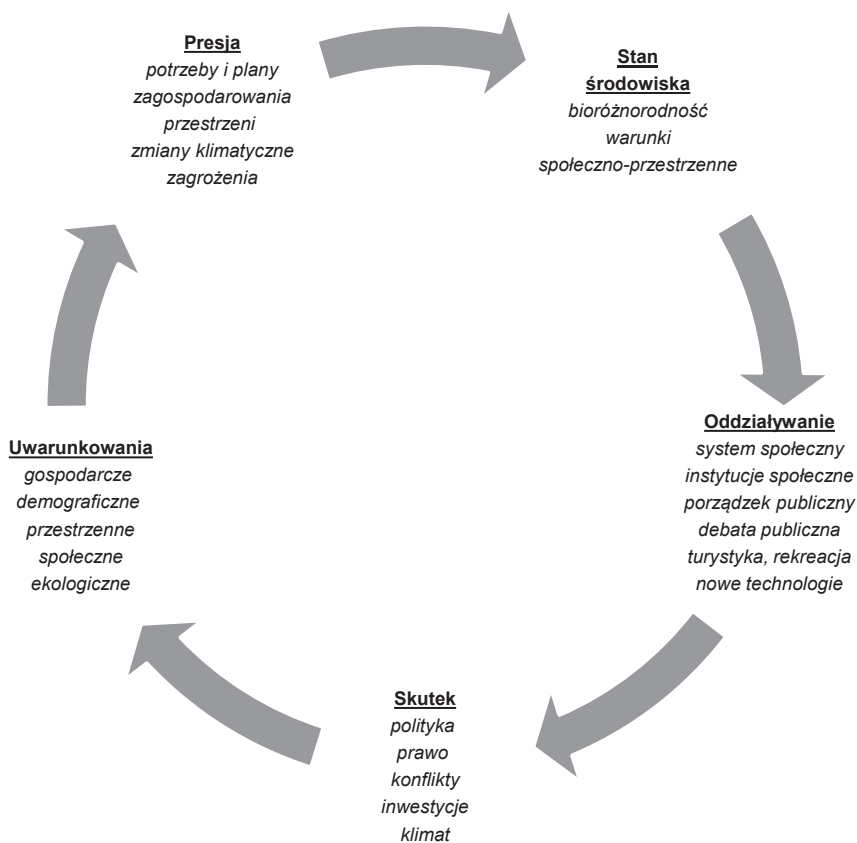 Presja
potrzeby i plany
zagospodarowania
przestrzeni
zmiany klimatyczne
zagrożenia
Stan
środowiska
bioróżnorodność
warunki
społeczno-przestrzenne
Oddziaływanie
system społeczny
instytucje społeczne
porządzek publiczny
debata publiczna
turystyka, rekreacja
nowe technologie
Skutek
polityka
prawo
konflikty
inwestycje
klimat
Uwarunkowania
gospodarcze
demograficzne
przestrzenne
społeczne
ekologiczne